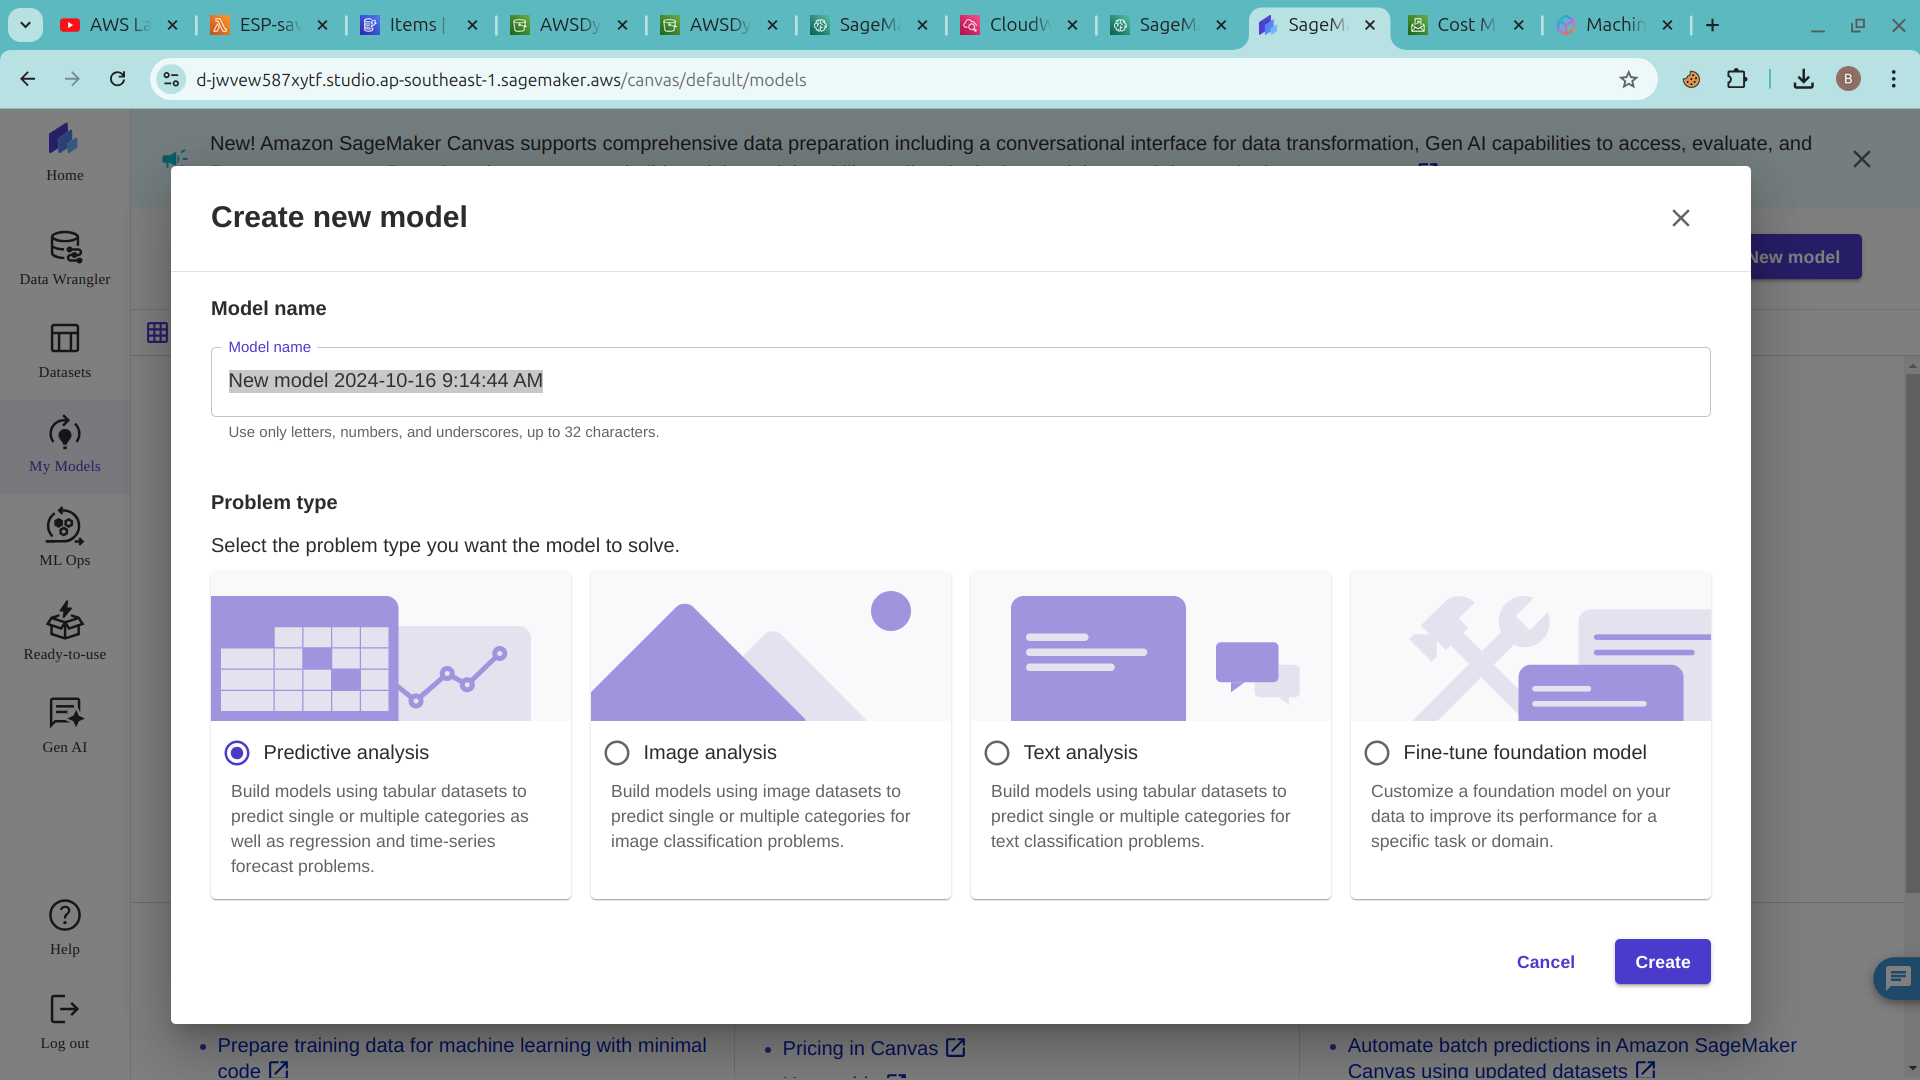 AWS La
ESP-sav
Items |
AWSDy
AWSDy
SageMa
CloudW
SageMa
SageMa
Cost M
Machin
d-jwvew587xytf.studio.ap-southeast-1.sagemaker.aws/canvas/default/models
B
New! Amazon SageMaker Canvas supports comprehensive data preparation including a conversational interface for data transformation, Gen AI capabilities to access, evaluate, and
Home
Data Wrangler
Datasets
My Models
ML Ops
Ready-to-use
Gen AI
Help
Log out
New model
Create new model
Model name
Model name
New model 2024-10-16 9:14:44 AM
Use only letters, numbers, and underscores, up to 32 characters.
Problem type
Select the problem type you want the model to solve.
Predictive analysis
Build models using tabular datasets to
predict single or multiple categories as
well as regression and time-series
forecast problems.
Image analysis
Build models using image datasets to
predict single or multiple categories for
image classification problems.
Text analysis
Build models using tabular datasets to
predict single or multiple categories for
text classification problems.
Fine-tune foundation model
Customize a foundation model on your
data to improve its performance for a
specific task or domain.
Cancel
Create
Prepare training data for machine learning with minimal
code
Pricing in Canvas
Automate batch predictions in Amazon SageMaker
Canvas using updated datasets